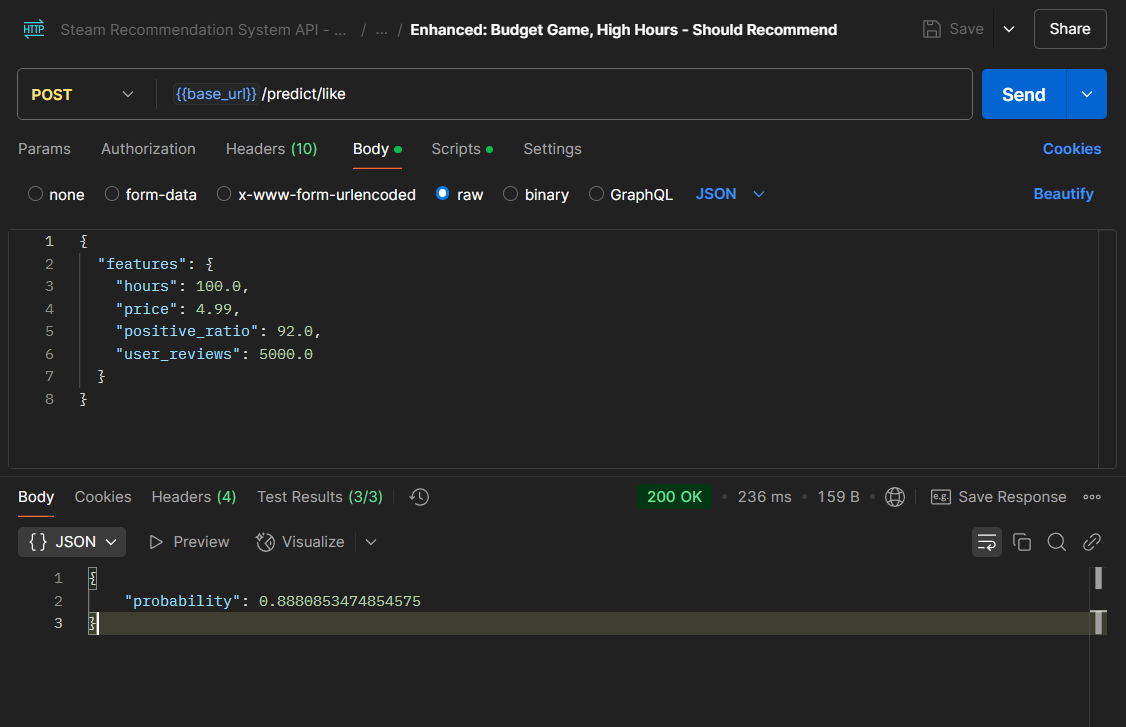 HTTP Steam Recommendation System API - ... / ... / Enhanced: Budget Game, High Hours - Should Recommend Save Share
POST {{base_url}} /predict/like Send
Params Authorization Headers (10) Body Scripts Settings Cookies
none form-data x-www-form-urlencoded raw binary GraphQL JSON Beautify
1 {
2 "features": {
3 "hours": 100.0,
4 "price": 4.99,
5 "positive_ratio": 92.0,
6 "user_reviews": 5000.0
7 }
8 }
Body Cookies Headers (4) Test Results (3/3) 200 OK • 236 ms • 159 B • e.g. Save Response
{} JSON Preview Visualize
1 {
2 "probability": 0.8880853474854575
3 }